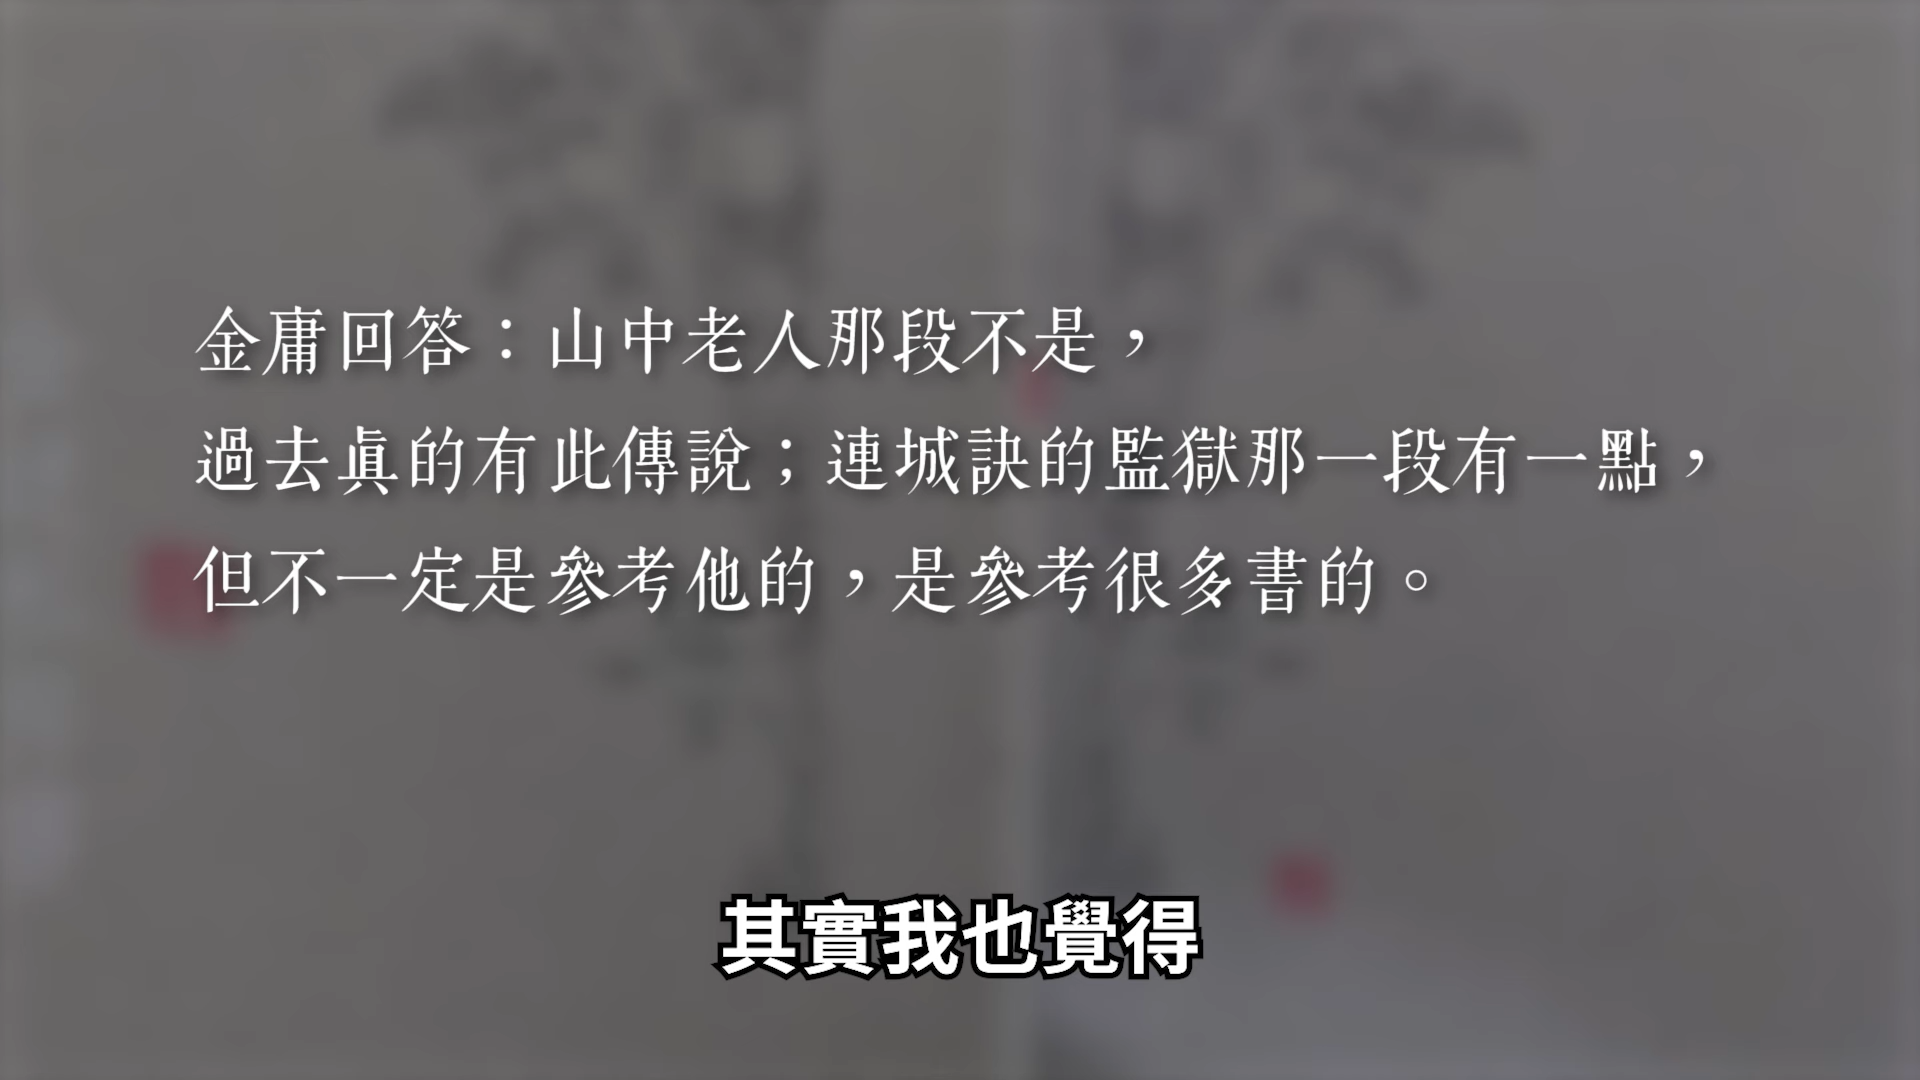 金庸回答：山中老人那段不是，
過去真的有此傳說；連城訣的監獄那一段有一點，
但不一定是參考他的，是參考很多書的。
其實我也覺得